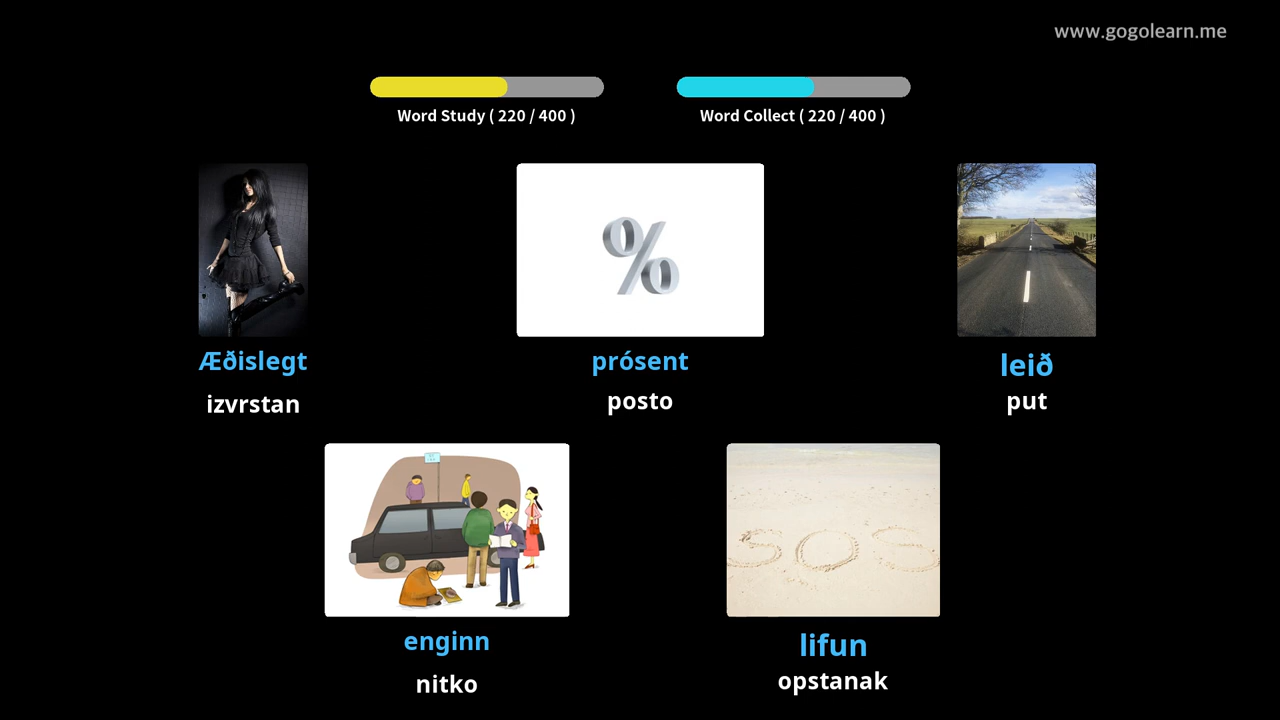 www.gogolearn.me
Word Study ( 220 / 400 )
Word Collect ( 220 / 400 )
%
Æðislegt
prósent
leið
izvrstan
posto
put
SOS
enginn
lifun
nitko
opstanak